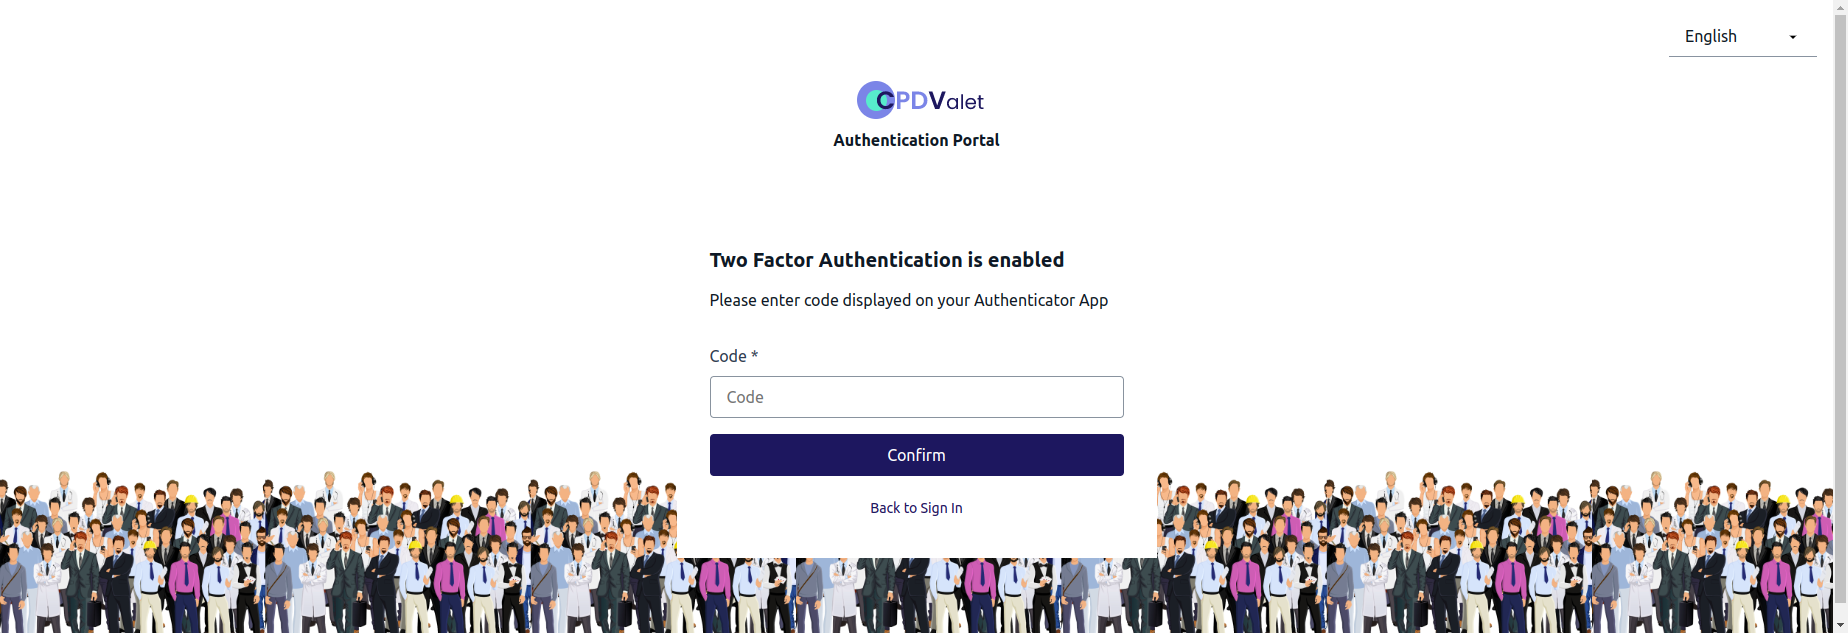 English
CPDValet
Authentication Portal
Two Factor Authentication is enabled
Please enter code displayed on your Authenticator App
Code *
Code
Confirm
Back to Sign In